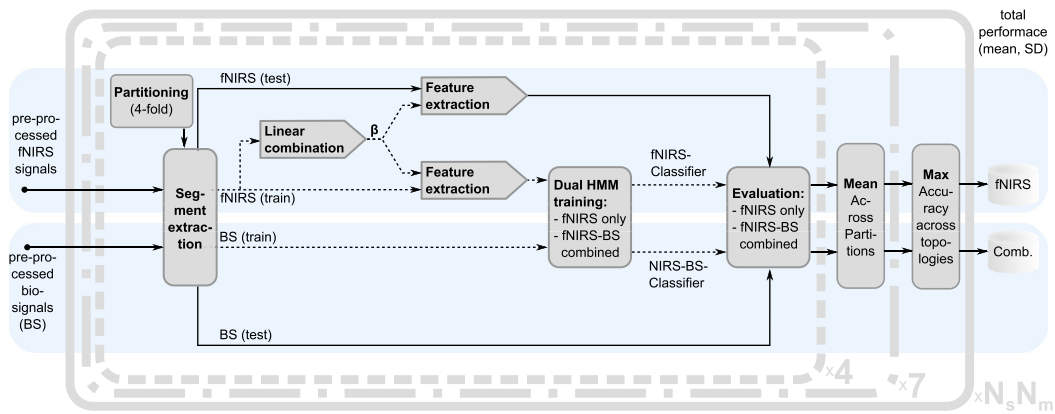 total
performace
(mean, SD)
pre-pro-
cessed
fNIRS
signals
Partitioning
(4-fold)
fNIRS (test)
Linear
combination
β
Feature
extraction
Feature
extraction
Seg-
ment
extrac-
tion
fNIRS (train)
BS (train)
BS (test)
pre-pro-
cessed
bio-
signals
(BS)
Dual HMM
training:
- fNIRS only
- fNIRS-BS
combined
fNIRS-
Classifier
NIRS-BS-
Classifier
Evaluation:
- fNIRS only
- fNIRS-BS
combined
Mean
Ac-
ross
Parti-
tions
Max
Accu-
racy
across
topo-
logies
fNIRS
Comb.
x4
x7
xNsNm